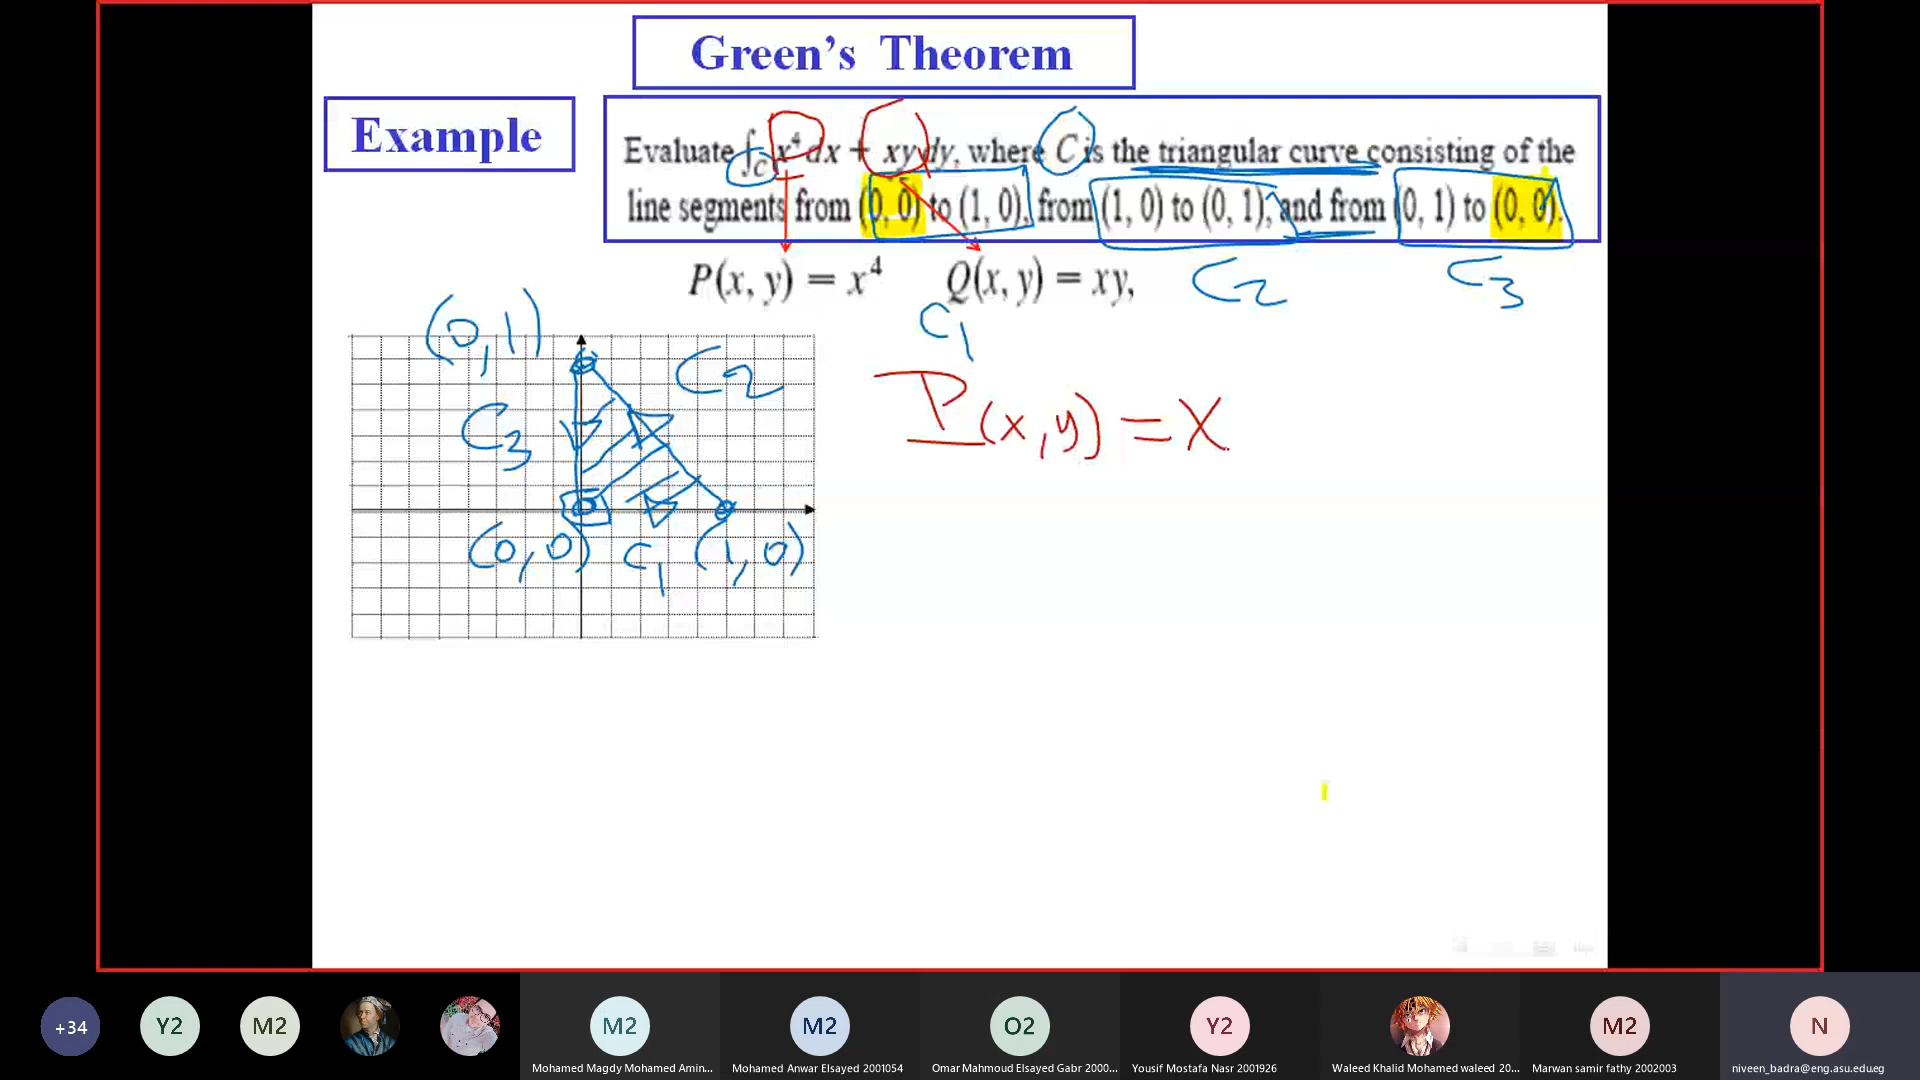 Green's Theorem
Example
Evaluate ∫_C x⁴ dx + xy dy, where C is the triangular curve consisting of the
line segments from (0, 0) to (1, 0), from (1, 0) to (0, 1), and from (0, 1) to (0, 0).
P(x, y) = x⁴ Q(x, y) = xy,
C2
C3
C1
(0,1)
C2
C3
P(x,y) = X
(0,0)
C1
(1,0)
+34
Y2
M2
M2
M2
O2
Y2
M2
N
Mohamed Magdy Mohamed Amin...
Mohamed Anwar Elsayed 2001054
Omar Mahmoud Elsayed Gabr 2000...
Yousif Mostafa Nasr 2001926
Waleed Khalid Mohamed waleed 20...
Marwan samir fathy 2002003
niveen_badra@eng.asu.edu.eg